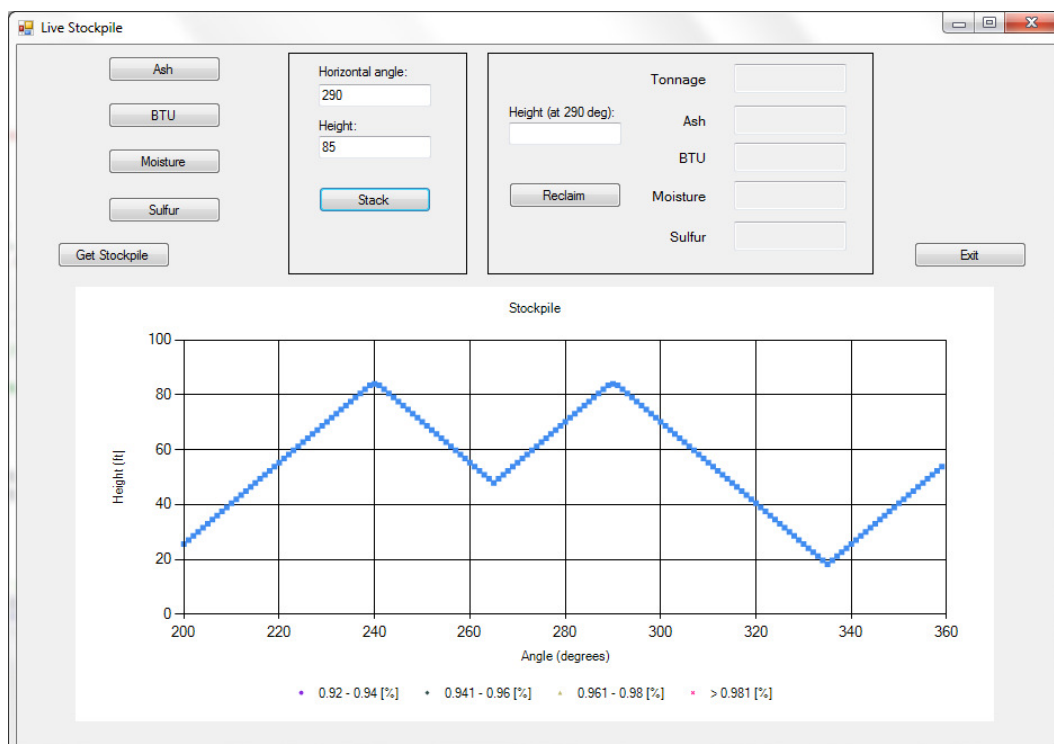 Live Stockpile
Ash
BTU
Moisture
Sulfur
Get Stockpile
Horizontal angle:
290
Height:
85
Stack
Height (at 290 deg):
Reclaim
Tonnage
Ash
BTU
Moisture
Sulfur
Exit
Stockpile
Height [ft]
100
80
60
40
20
0
200 220 240 260 280 300 320 340 360
Angle (degrees)
0.92 - 0.94 [%] 0.941 - 0.96 [%] 0.961 - 0.98 [%] > 0.981 [%]